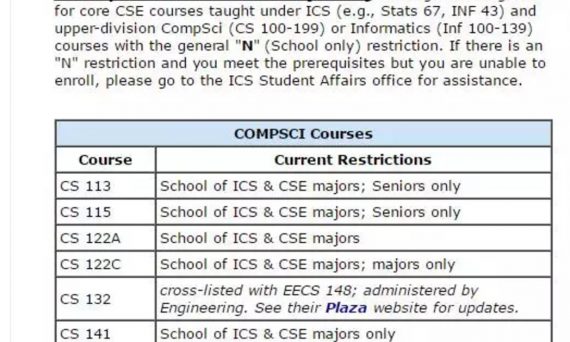 for core CSE courses taught under ICS (e.g., Stats 67, INF 43) and
upper-division CompSci (CS 100-199) or Informatics (Inf 100-139)
courses with the general "N" (School only) restriction. If there is an
"N" restriction and you meet the prerequisites but you are unable to
enroll, please go to the ICS Student Affairs office for assistance.
COMPSCI Courses
Course Current Restrictions
CS 113 School of ICS & CSE majors; Seniors only
CS 115 School of ICS & CSE majors; Seniors only
CS 122A School of ICS & CSE majors
CS 122C School of ICS & CSE majors; majors only
CS 132 cross-listed with EECS 148; administered by
Engineering. See their Plaza website for updates.
CS 141 School of ICS & CSE majors only